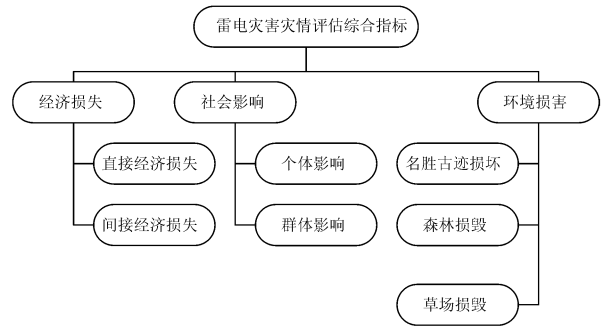 雷电灾害灾情评估综合指标
经济损失
社会影响
环境损害
直接经济损失
个体影响
名胜古迹损坏
间接经济损失
群体影响
森林损毁
草场损毁